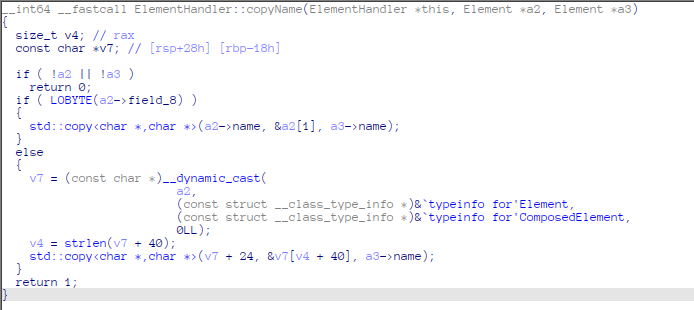 __int64 __fastcall ElementHandler::copyName(ElementHandler *this, Element *a2, Element *a3)
{
  size_t v4; // rax
  const char *v7; // [rsp+28h] [rbp-18h]

  if ( !a2 || !a3 )
    return 0;
  if ( LOBYTE(a2->field_8) )
  {
    std::copy<char *,char *>(a2->name, &a2[1], a3->name);
  }
  else
  {
    v7 = (const char *)__dynamic_cast(
                         a2,
                         (const struct __class_type_info *)&`typeinfo for'Element,
                         (const struct __class_type_info *)&`typeinfo for'ComposedElement,
                         0LL);
    v4 = strlen(v7 + 40);
    std::copy<char *,char *>(v7 + 24, &v7[v4 + 40], a3->name);
  }
  return 1;
}